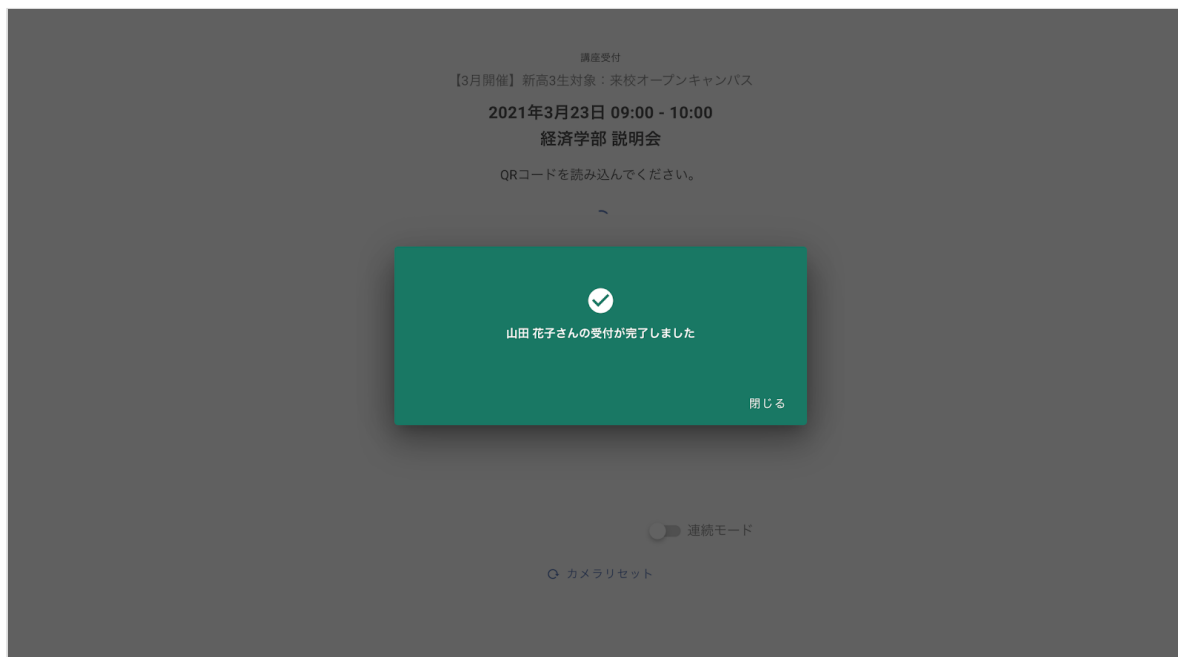 講座受付
【3月開催】新高3生対象：来校オープンキャンパス
2021年3月23日 09:00 - 10:00
経済学部 説明会
QRコードを読み込んでください。
山田 花子さんの受付が完了しました
閉じる
連続モード
カメラリセット